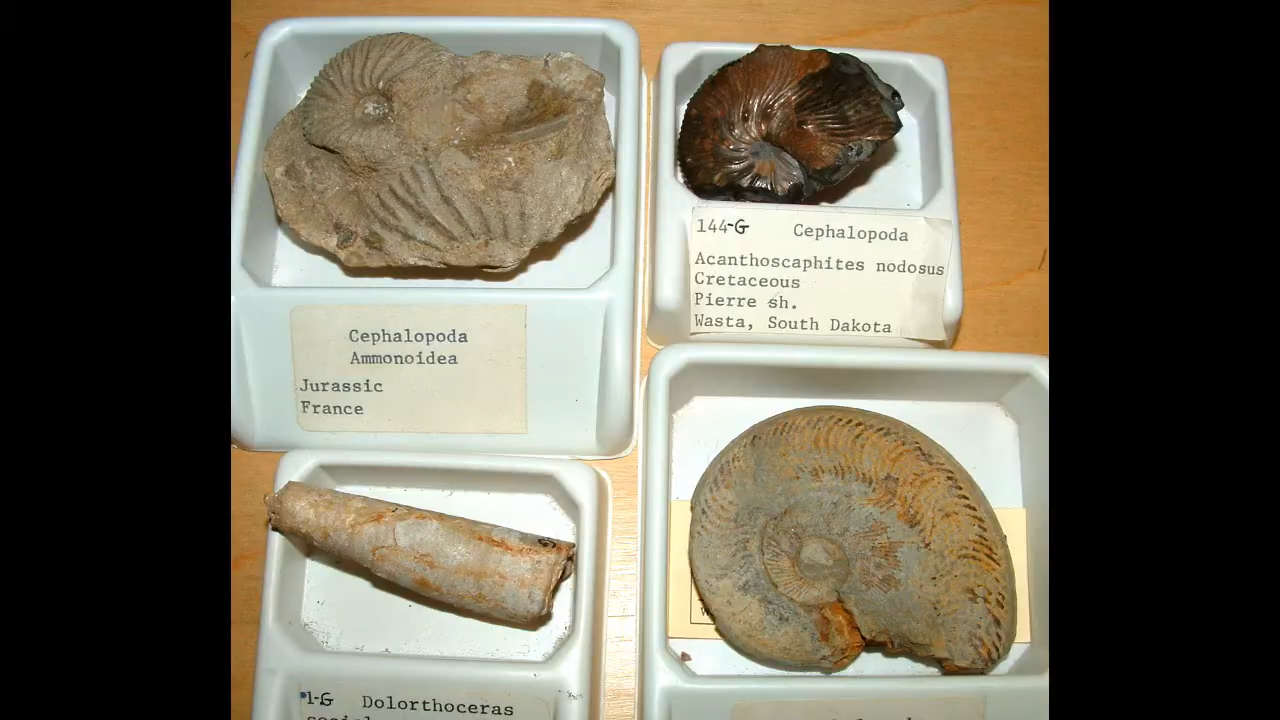 Cephalopoda
Ammonoidea
Jurassic
France
144-G Cephalopoda
Acanthoscaphites nodosus
Cretaceous
Pierre sh.
Wasta, South Dakota
1-G Dolorthoceras